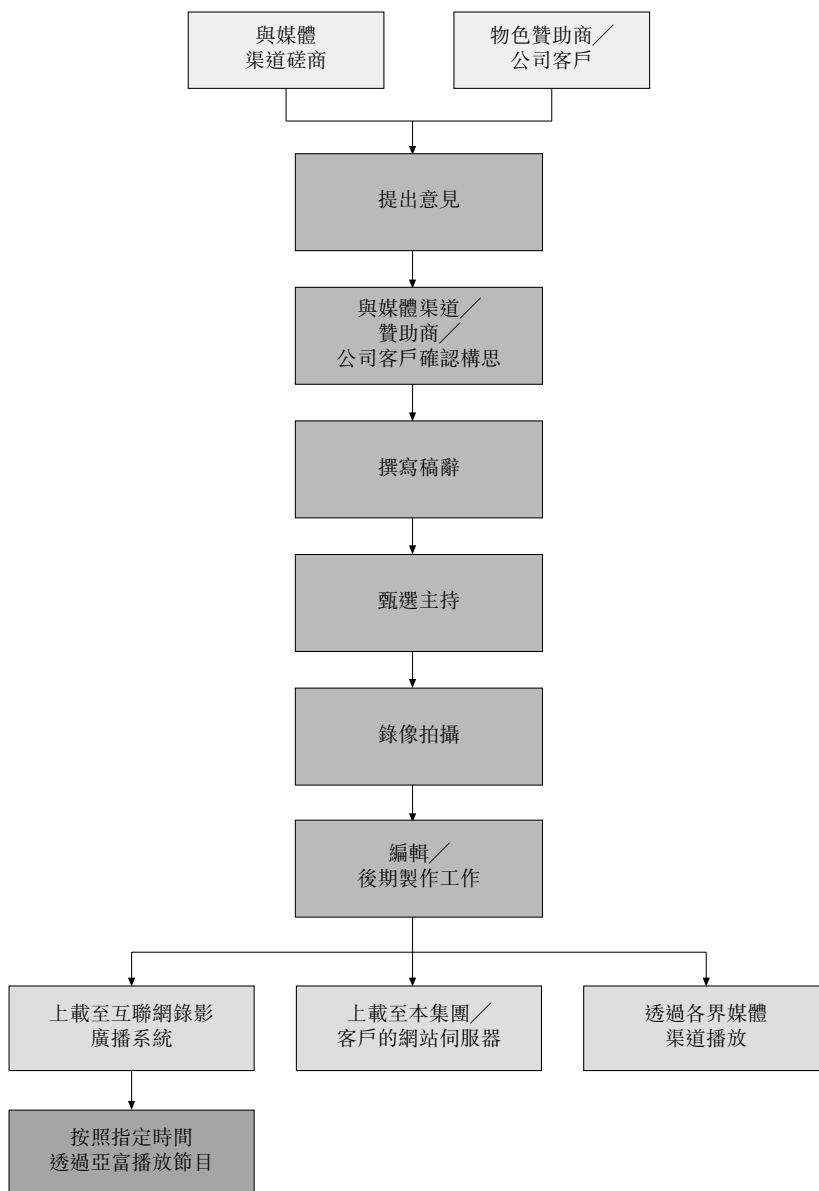 與媒體
渠道磋商
物色贊助商╱
公司客戶
提出意見
與媒體渠道╱
贊助商╱
公司客戶確認構思
撰寫稿辭
甄選主持
錄像拍攝
編輯╱
後期製作工作
上載至互聯網錄影
廣播系統
上載至本集團╱
客戶的網站伺服器
透過各界媒體
渠道播放
按照指定時間
透過亞富播放節目